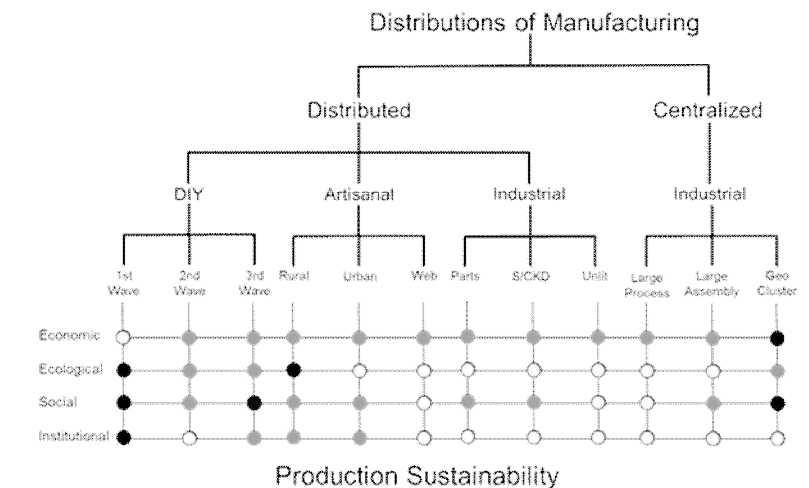 Distributions of Manufacturing
Distributed Centralized
DIY Artisanal Industrial Industrial
1st Wave 2nd Wave 3rd Wave Rural Urban Web Parts S/CKD Unlit Large Process Large Assembly Geo Cluster
Economic
Ecological
Social
Institutional
Production Sustainability